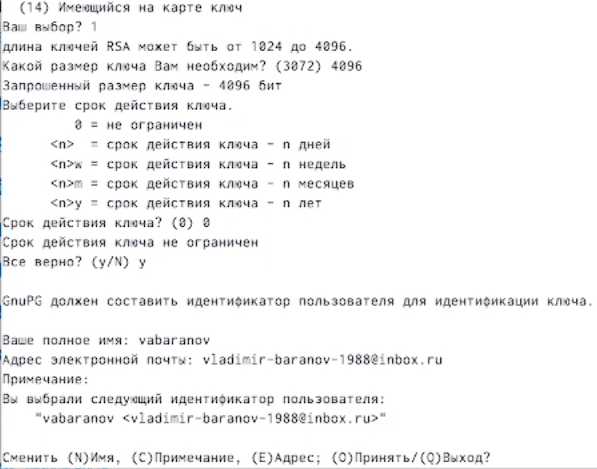 (14) Имеющийся на карте ключ
Ваш выбор? 1
длина ключей RSA может быть от 1024 до 4096.
Какой размер ключа Вам необходим? (3072) 4096
Запрошенный размер ключа - 4096 бит
Выберите срок действия ключа.
0 = не ограничен
<n>  = срок действия ключа - n дней
<n>w = срок действия ключа - n недель
<n>m = срок действия ключа - n месяцев
<n>y = срок действия ключа - n лет
Срок действия ключа? (0) 0
Срок действия ключа не ограничен
Все верно? (y/N) y
GnuPG должен составить идентификатор пользователя для идентификации ключа.
Ваше полное имя: vabaranov
Адрес электронной почты: vladimir-baranov-1988@inbox.ru
Примечание:
Вы выбрали следующий идентификатор пользователя:
"vabaranov <vladimir-baranov-1988@inbox.ru>"
Сменить (N)Имя, (C)Примечание, (E)Адрес; (O)Принять/(Q)Выход?